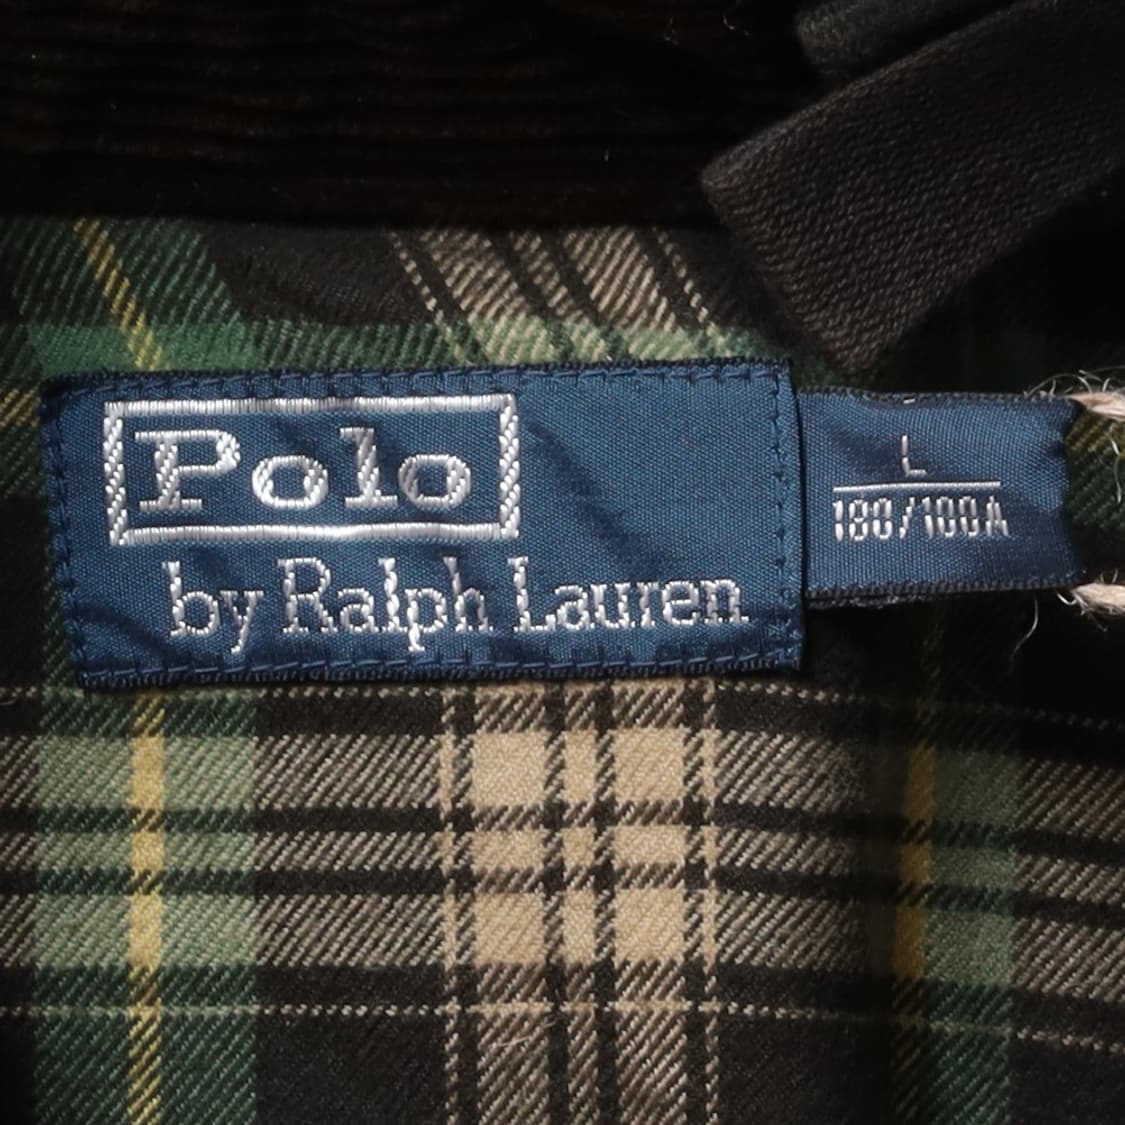 Polo
by Ralph Lauren
L
180/100A